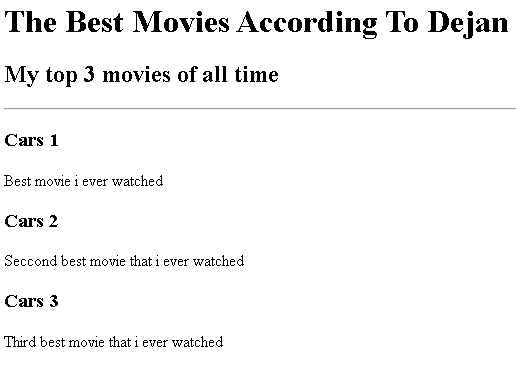 The Best Movies According To Dejan
My top 3 movies of all time
Cars 1
Best movie i ever watched
Cars 2
Seccond best movie that i ever watched
Cars 3
Third best movie that i ever watched